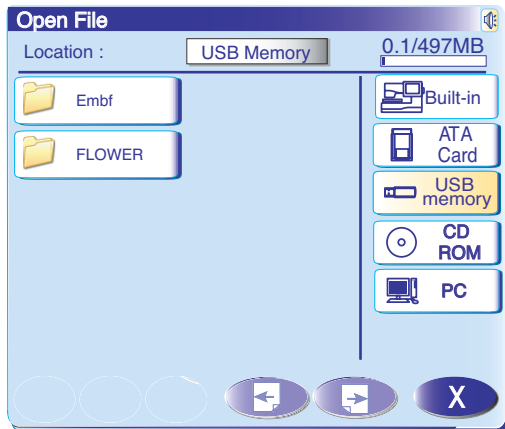 Open File
Location :
USB Memory
0.1/497MB
Embf
FLOWER
Built-in
ATA
Card
USB
memory
CD
ROM
PC
X